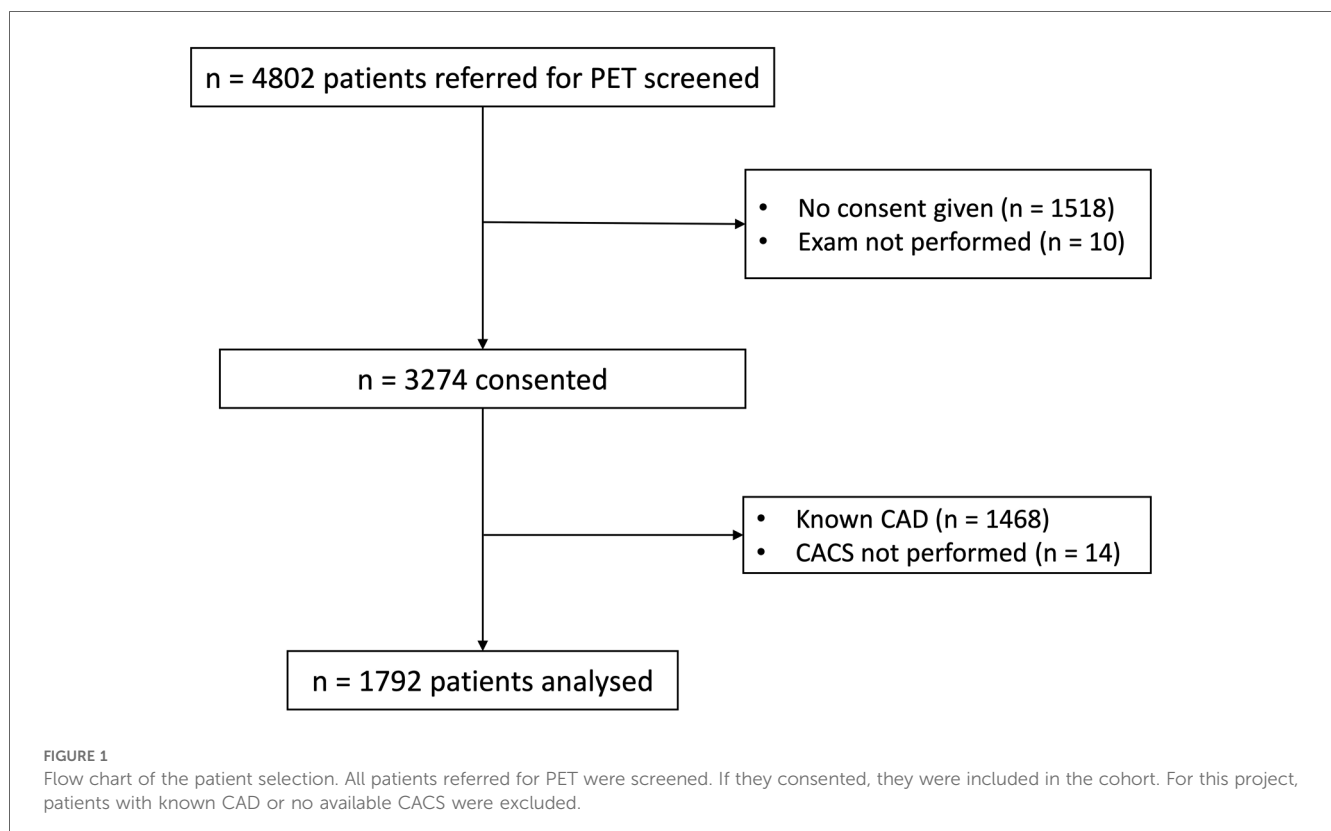 n = 4802 patients referred for PET screened
• No consent given (n = 1518)
• Exam not performed (n = 10)
n = 3274 consented
• Known CAD (n = 1468)
• CACS not performed (n = 14)
n = 1792 patients analysed
FIGURE 1
Flow chart of the patient selection. All patients referred for PET were screened. If they consented, they were included in the cohort. For this project,
patients with known CAD or no available CACS were excluded.